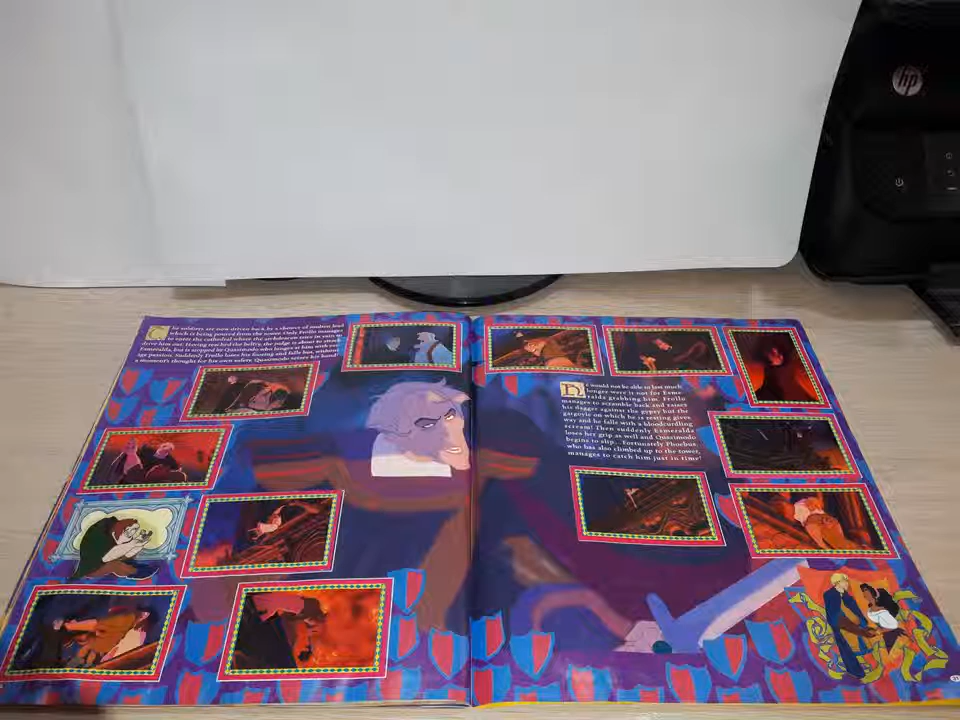 hp
The soldiers are now driven back by a shower of molten lead
which is being poured from the tower. Only Frollo manages
to enter the cathedral where the archdeacon tries in vain to
drive him out. Having reached the belfry, the judge is about to attack
Esmeralda, but is stopped by Quasimodo who lunges at him with
age passion. Suddenly Frollo loses his footing and falls but, without
a moment's thought for his own safety, Quasimodo seizes his hand!
He would not be able to last much
longer were it not for Esme-
ralda grabbing him. Frollo
manages to scramble back and raises
his dagger against the gypsy but the
gargoyle on which he is resting gives
way and he falls with a bloodcurdling
scream! Then suddenly Esmeralda
loses her grip as well and Quasimodo
begins to slip... Fortunately Phoebus,
who has also climbed up to the tower,
manages to catch him just in time!
31